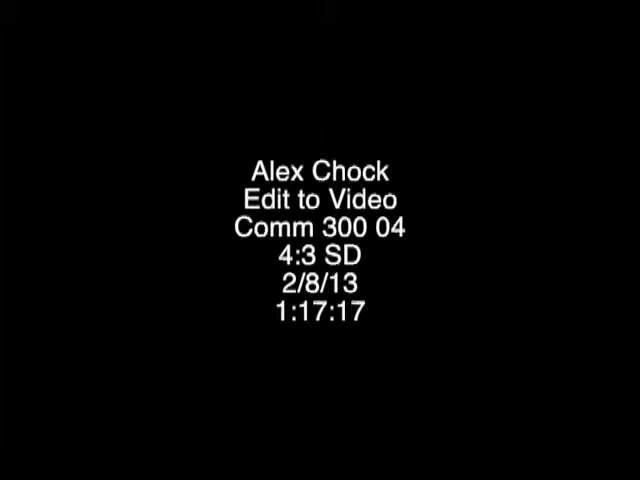 Alex Chock
Edit to Video
Comm 300 04
4:3 SD
2/8/13
1:17:17